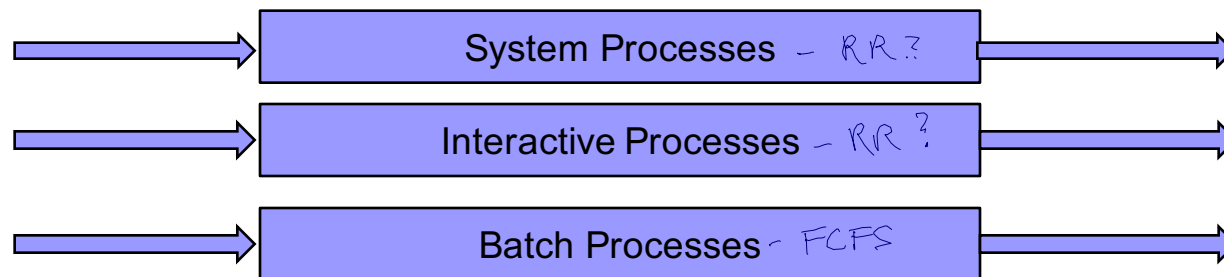 System Processes - RR?
Interactive Processes - RR?
Batch Processes - FCFS